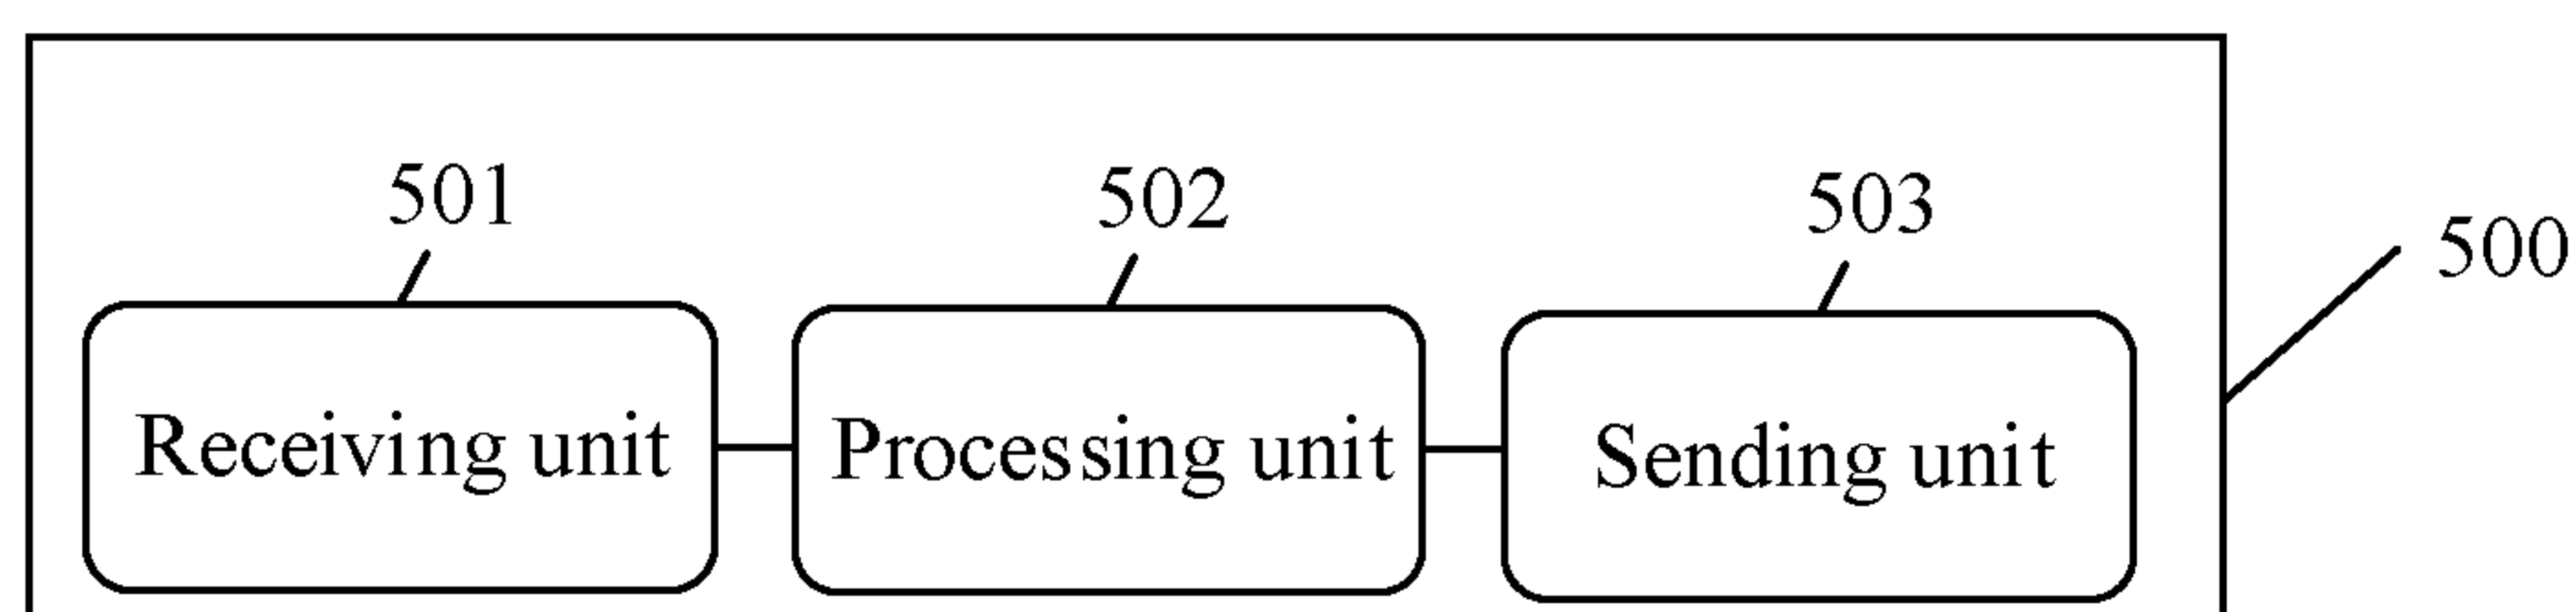 501
502
503
500
Receiving unit
Processing unit
Sending unit